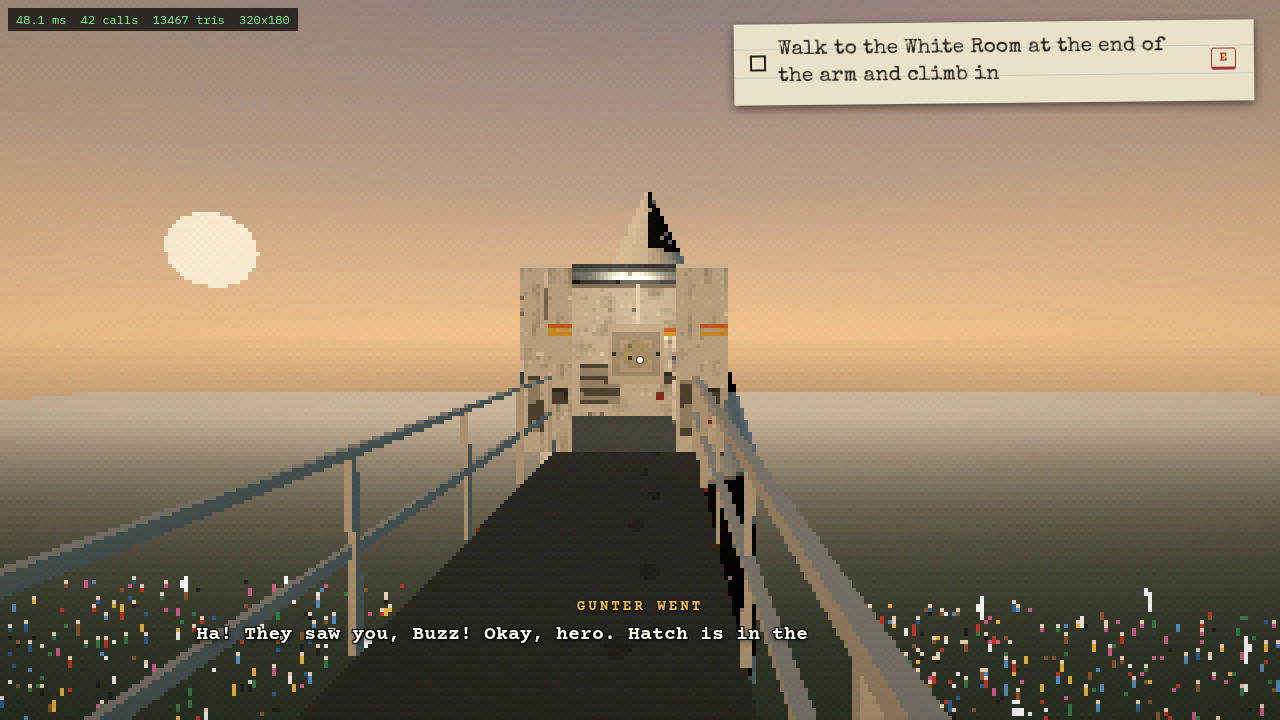 48.1 ms 42 calls 13467 tris 320x180
Walk to the White Room at the end of
the arm and climb in
E
GUNTER WENT
Ha! They saw you, Buzz! Okay, hero. Hatch is in the